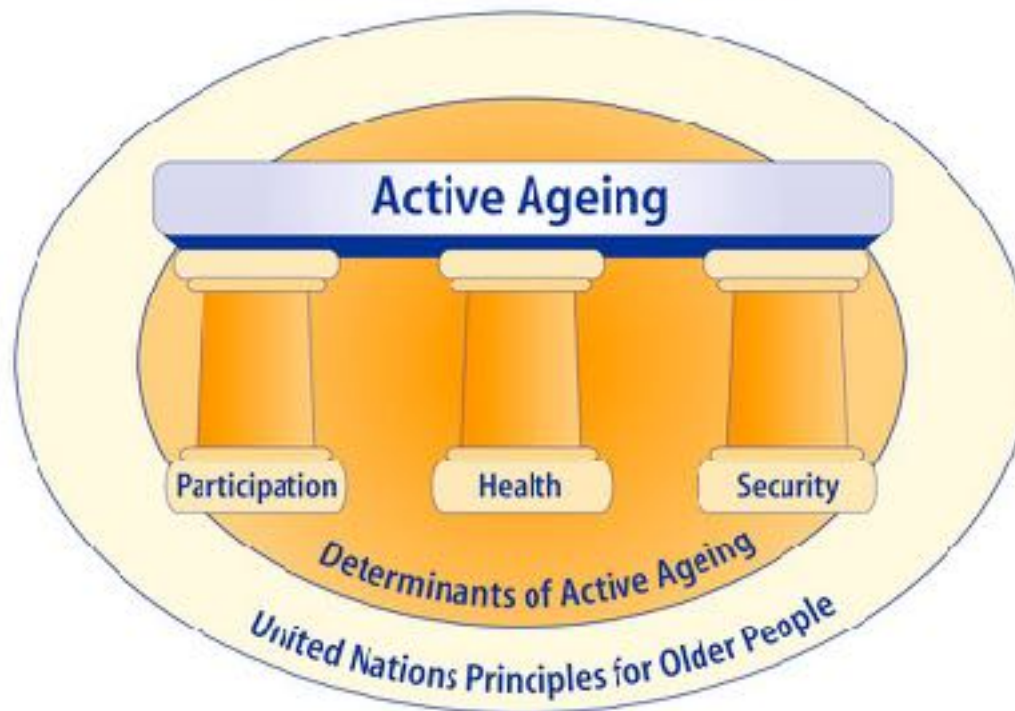 Active Ageing
Participation
Health
Security
Determinants of Active Ageing
United Nations Principles for Older People